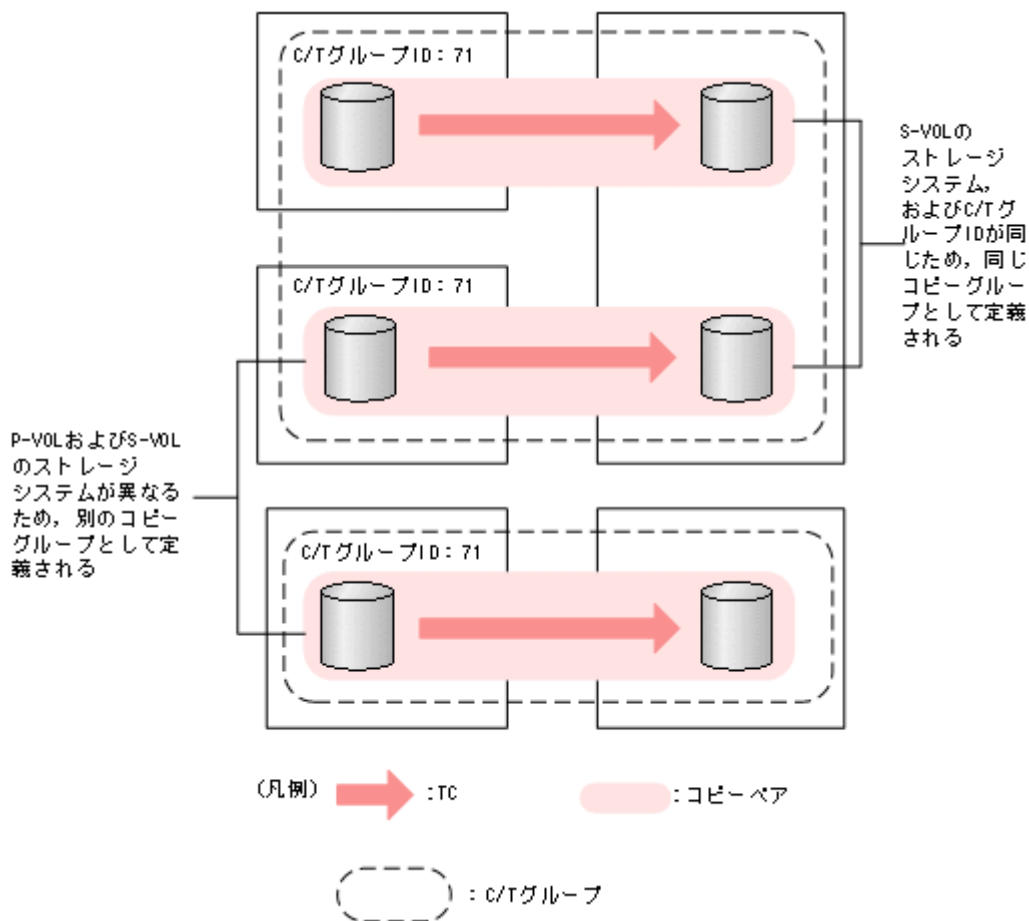 C/TグループID：71
S-VOLの
ストレージ
システム，
およびC/Tグ
ループIDが同
じため，同じ
コピーグルー
プとして定義
される
C/TグループID：71
P-VOLおよびS-VOL
のストレージ
システムが異なる
ため，別のコピー
グループとして定
義される
C/TグループID：71
（凡例）
：TC
：コピーペア
：C/Tグループ